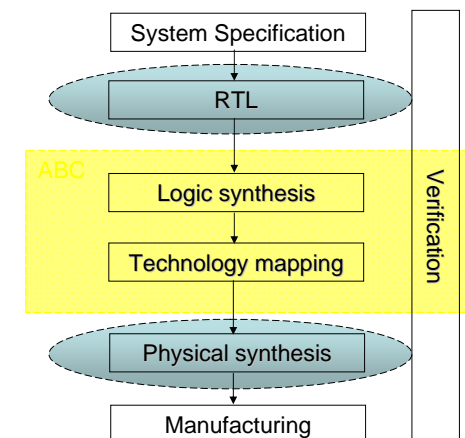 System Specification
RTL
ABC
Logic synthesis
Technology mapping
Verification
Physical synthesis
Manufacturing